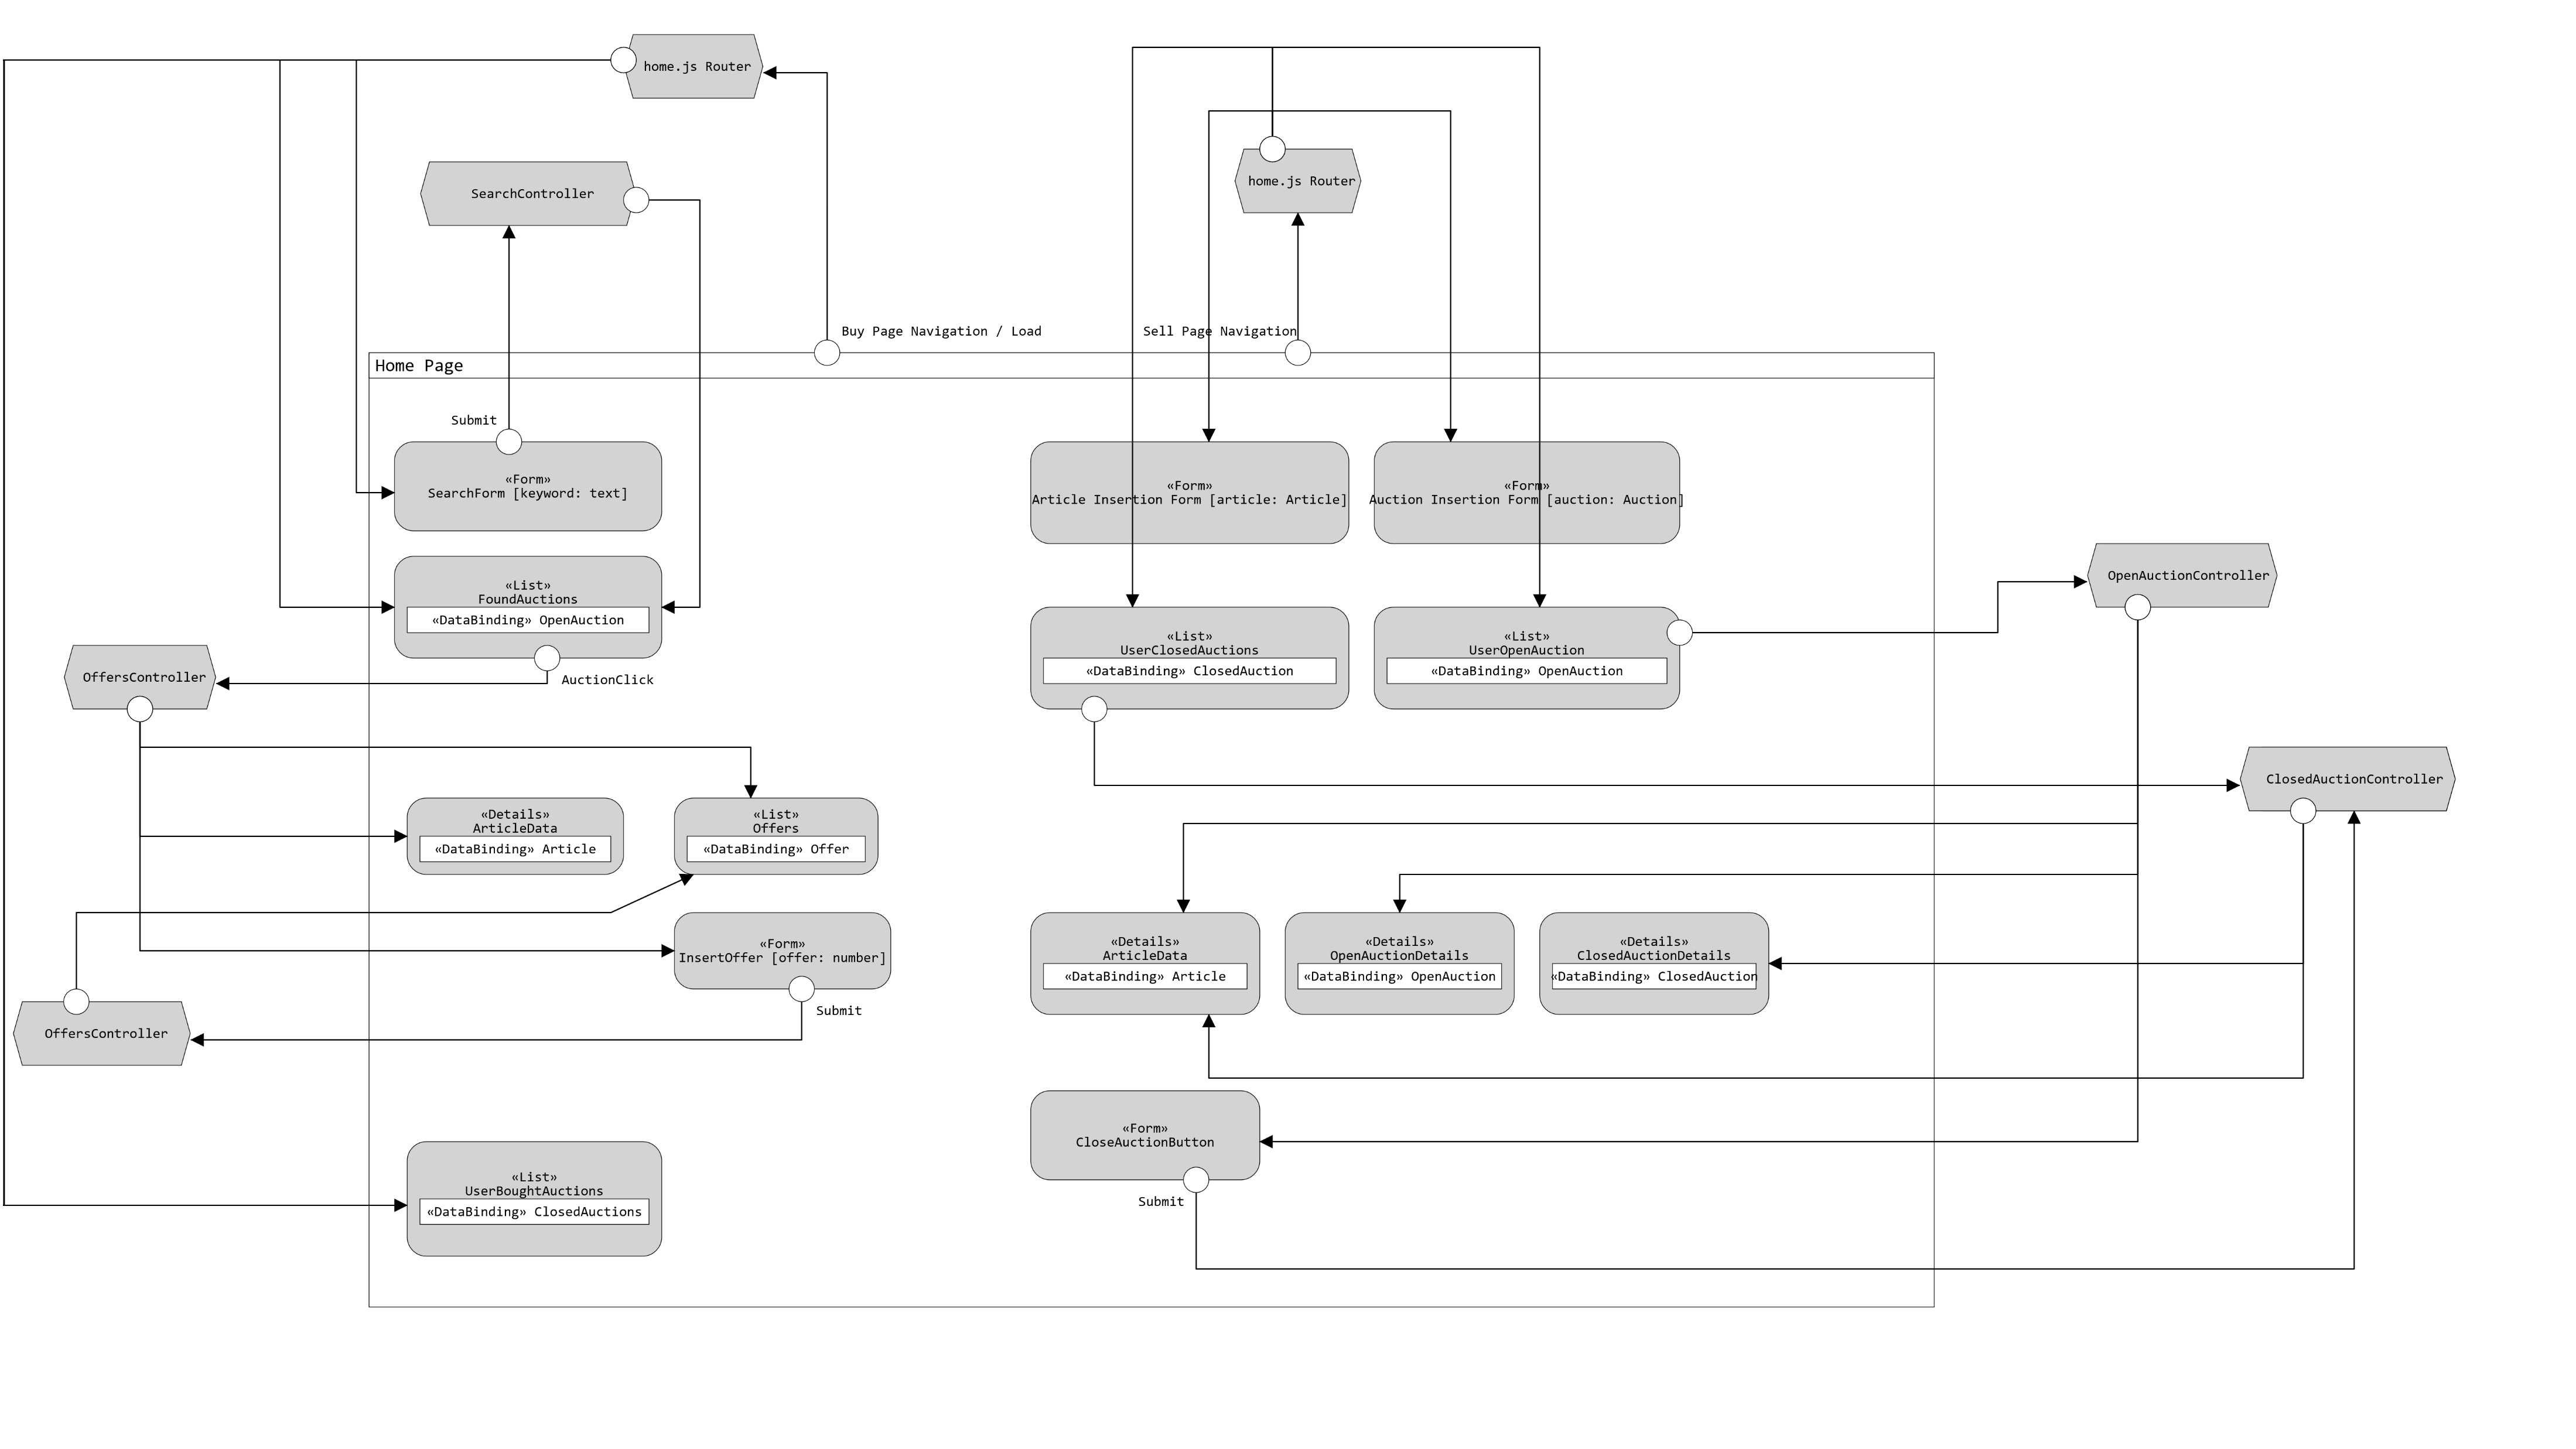 home.js Router
SearchController
home.js Router
Buy Page Navigation / Load
Sell Page Navigation
Home Page
Submit
«Form»
SearchForm [keyword: text]
«Form»
Article Insertion Form [article: Article]
«Form»
Auction Insertion Form [auction: Auction]
«List»
FoundAuctions
«DataBinding» OpenAuction
AuctionClick
OffersController
«List»
UserClosedAuctions
«DataBinding» ClosedAuction
«List»
UserOpenAuction
«DataBinding» OpenAuction
OpenAuctionController
ClosedAuctionController
«Details»
ArticleData
«DataBinding» Article
«List»
Offers
«DataBinding» Offer
«Form»
InsertOffer [offer: number]
Submit
OffersController
«Details»
ArticleData
«DataBinding» Article
«Details»
OpenAuctionDetails
«DataBinding» OpenAuction
«Details»
ClosedAuctionDetails
«DataBinding» ClosedAuction
«Form»
CloseAuctionButton
Submit
«List»
UserBoughtAuctions
«DataBinding» ClosedAuctions